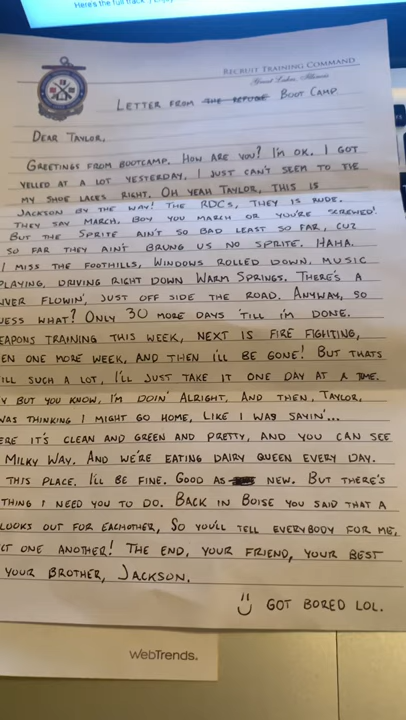 Here's the full track
RECRUIT TRAINING COMMAND
Great Lakes, Illinois
LETTER FROM THE REFUGE BOOT CAMP
DEAR TAYLOR,
GREETINGS FROM BOOTCAMP. HOW ARE YOU? I'M OK. I GOT
YELLED AT A LOT YESTERDAY, I JUST CAN'T SEEM TO TIE
MY SHOE LACES RIGHT. OH YEAH TAYLOR, THIS IS
JACKSON BY THE WAY! THE RDCS, THEY IS RUDE.
THEY SAY MARCH, BOY YOU MARCH OR YOU'RE SCREWED!
BUT THE SPRITE AIN'T SO BAD LEAST SO FAR, CUZ
SO FAR THEY AIN'T BRUNG US NO SPRITE. HAHA.
I MISS THE FOOTHILLS, WINDOWS ROLLED DOWN, MUSIC
PLAYING, DRIVING RIGHT DOWN WARM SPRINGS. THERE'S A
VER FLOWIN', JUST OFF SIDE THE ROAD. ANYWAY, SO
ESS WHAT? ONLY 30 MORE DAYS 'TILL I'M DONE.
EAPONS TRAINING THIS WEEK, NEXT IS FIRE FIGHTING,
EN ONE MORE WEEK, AND THEN I'LL BE GONE! BUT THATS
ILL SUCH A LOT, I'LL JUST TAKE IT ONE DAY AT A TIME.
Y BUT YOU KNOW, I'M DOIN' ALRIGHT. AND THEN, TAYLOR,
WAS THINKING I MIGHT GO HOME, LIKE I WAS SAYIN'...
ERE IT'S CLEAN AND GREEN AND PRETTY, AND YOU CAN SEE
MILKY WAY. AND WE'RE EATING DAIRY QUEEN EVERY DAY.
THIS PLACE, I'LL BE FINE. GOOD AS NEW. BUT THERE'S
THING I NEED YOU TO DO. BACK IN BOISE YOU SAID THAT A
LOOKS OUT FOR EACHOTHER, SO YOU'LL TELL EVERYBODY FOR ME,
CT ONE ANOTHER! THE END, YOUR FRIEND, YOUR BEST
YOUR BROTHER, JACKSON.
GOT BORED LOL.
WebTrends.